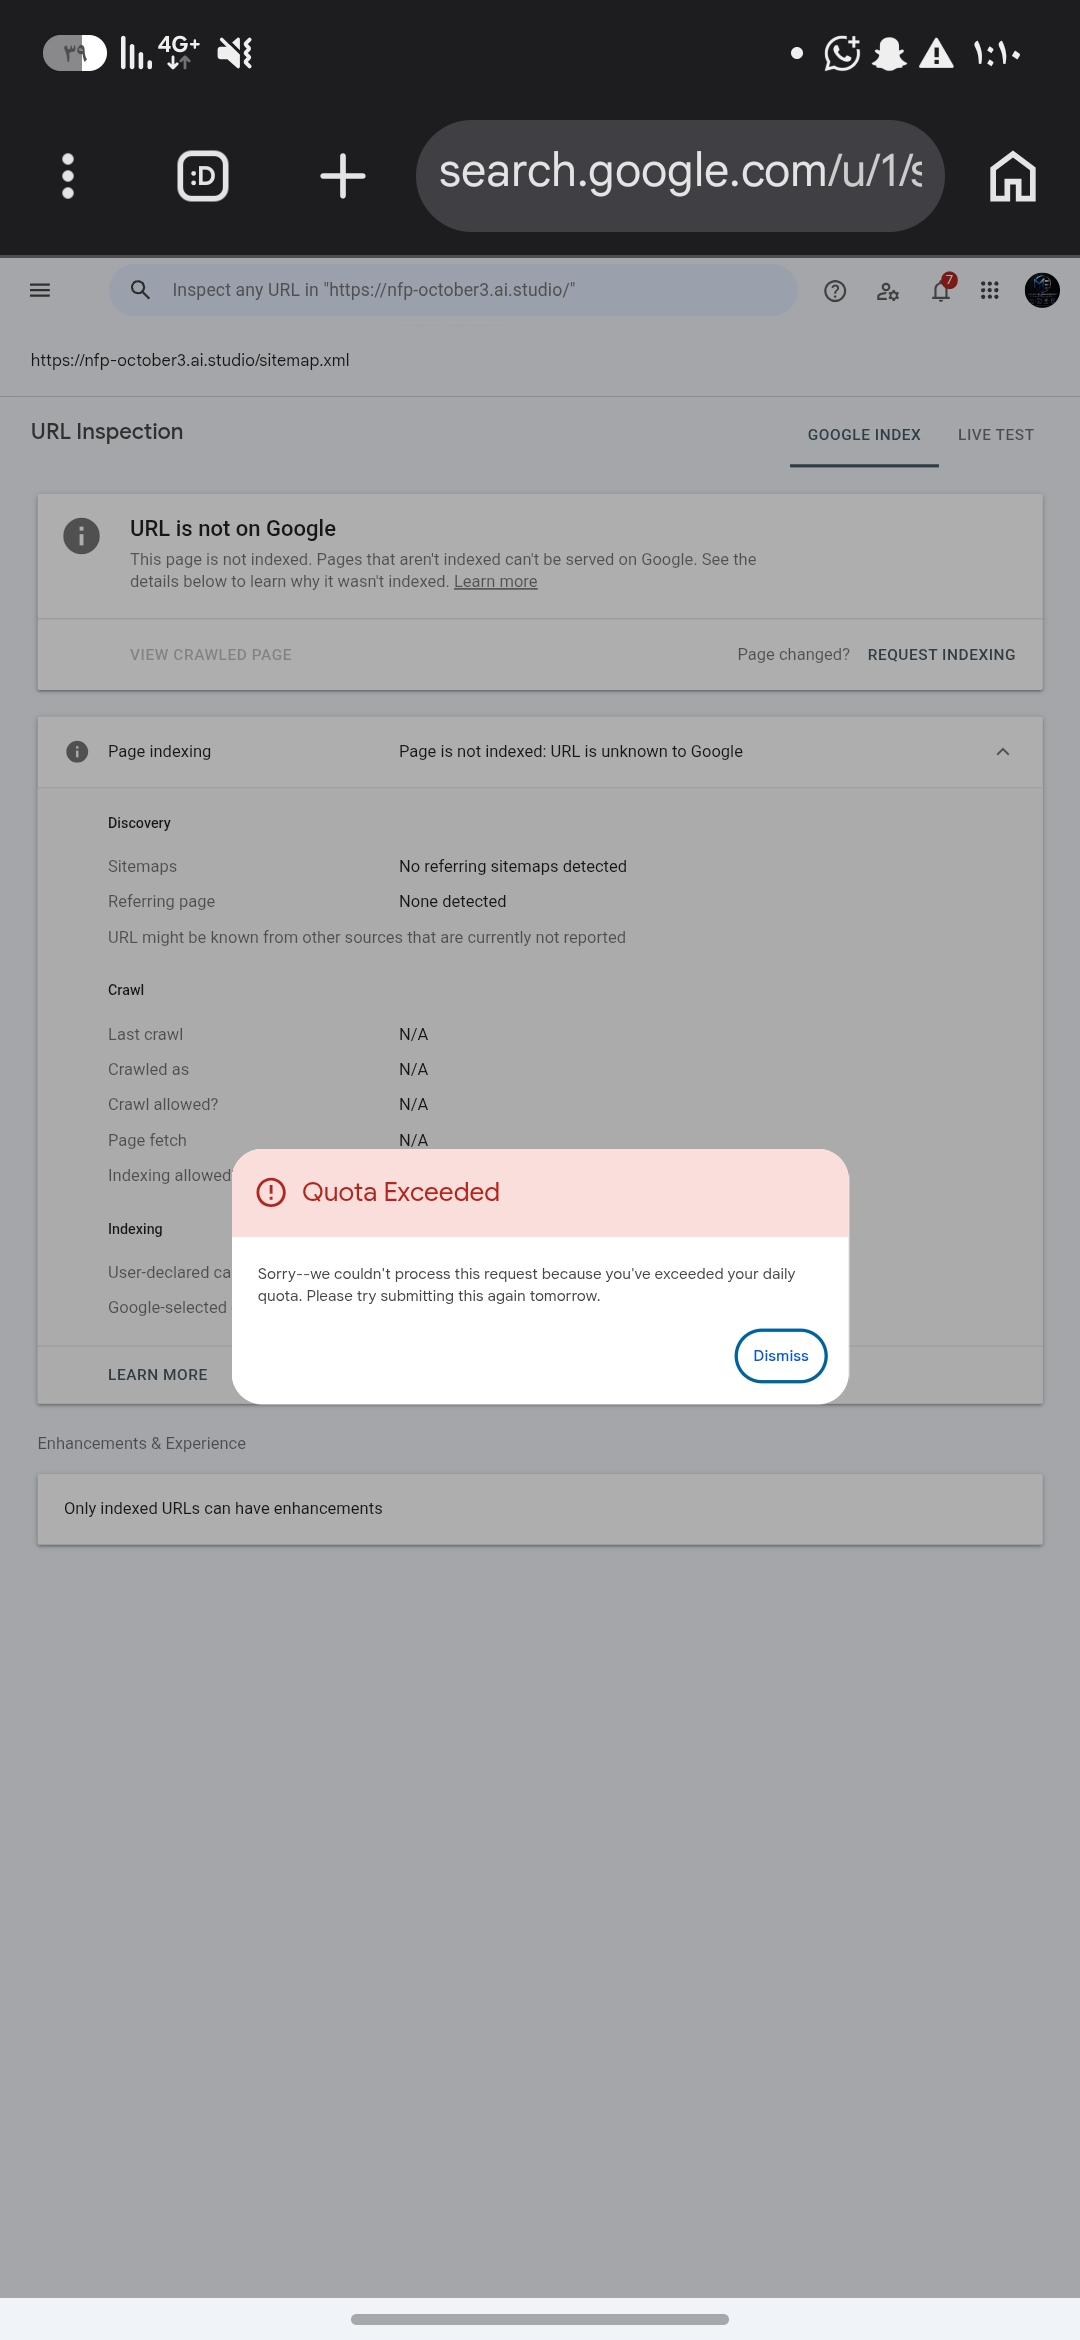 ٣٩ 4G+ ١:١٠
:D search.google.com/u/1/s
Inspect any URL in "https://nfp-october3.ai.studio/" 7
https://nfp-october3.ai.studio/sitemap.xml
URL Inspection
GOOGLE INDEX LIVE TEST
URL is not on Google
This page is not indexed. Pages that aren't indexed can't be served on Google. See the
details below to learn why it wasn't indexed. Learn more
VIEW CRAWLED PAGE Page changed? REQUEST INDEXING
Page indexing Page is not indexed: URL is unknown to Google
Discovery
Sitemaps No referring sitemaps detected
Referring page None detected
URL might be known from other sources that are currently not reported
Crawl
Last crawl N/A
Crawled as N/A
Crawl allowed? N/A
Page fetch N/A
Indexing allowed
Quota Exceeded
Indexing
User-declared ca
Google-selected
Sorry--we couldn't process this request because you've exceeded your daily
quota. Please try submitting this again tomorrow.
Dismiss
LEARN MORE
Enhancements & Experience
Only indexed URLs can have enhancements